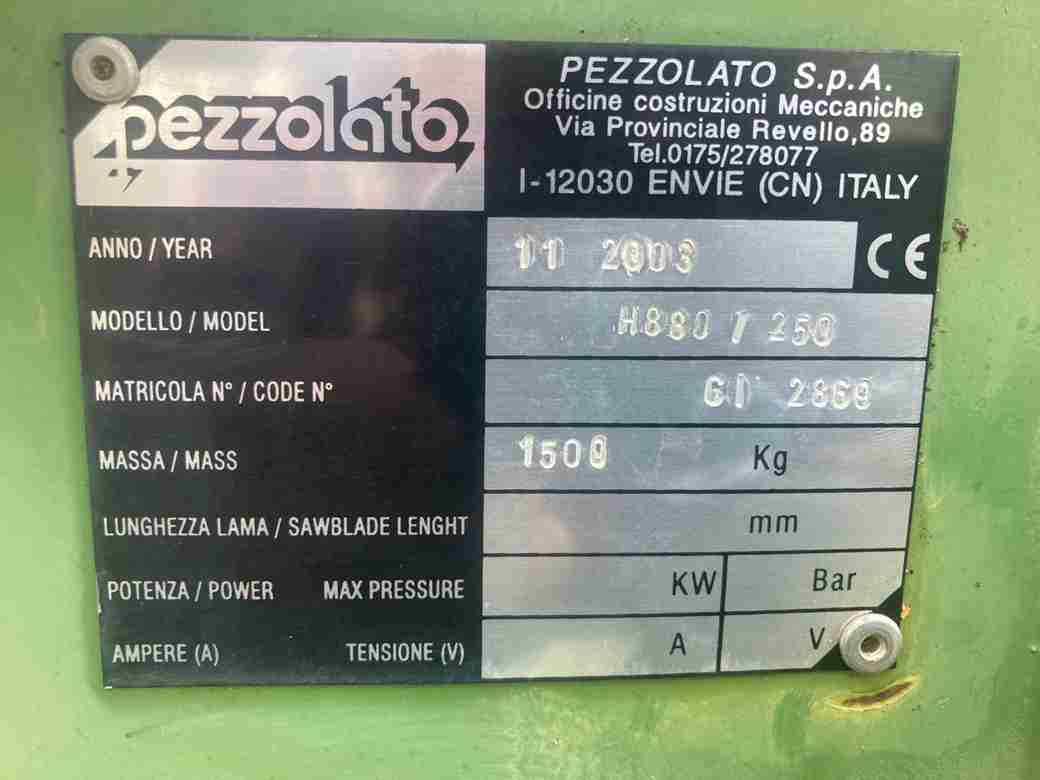 pezzolato
PEZZOLATO S.p.A.
Officine costruzioni Meccaniche
Via Provinciale Revello,89
Tel.0175/278077
I-12030 ENVIE (CN) ITALY
ANNO / YEAR 11 2003 CE
MODELLO / MODEL H880 / 250
MATRICOLA N° / CODE N° GI 2869
MASSA / MASS 1500 Kg
LUNGHEZZA LAMA / SAWBLADE LENGHT mm
POTENZA / POWER MAX PRESSURE KW Bar
AMPERE (A) TENSIONE (V) A V